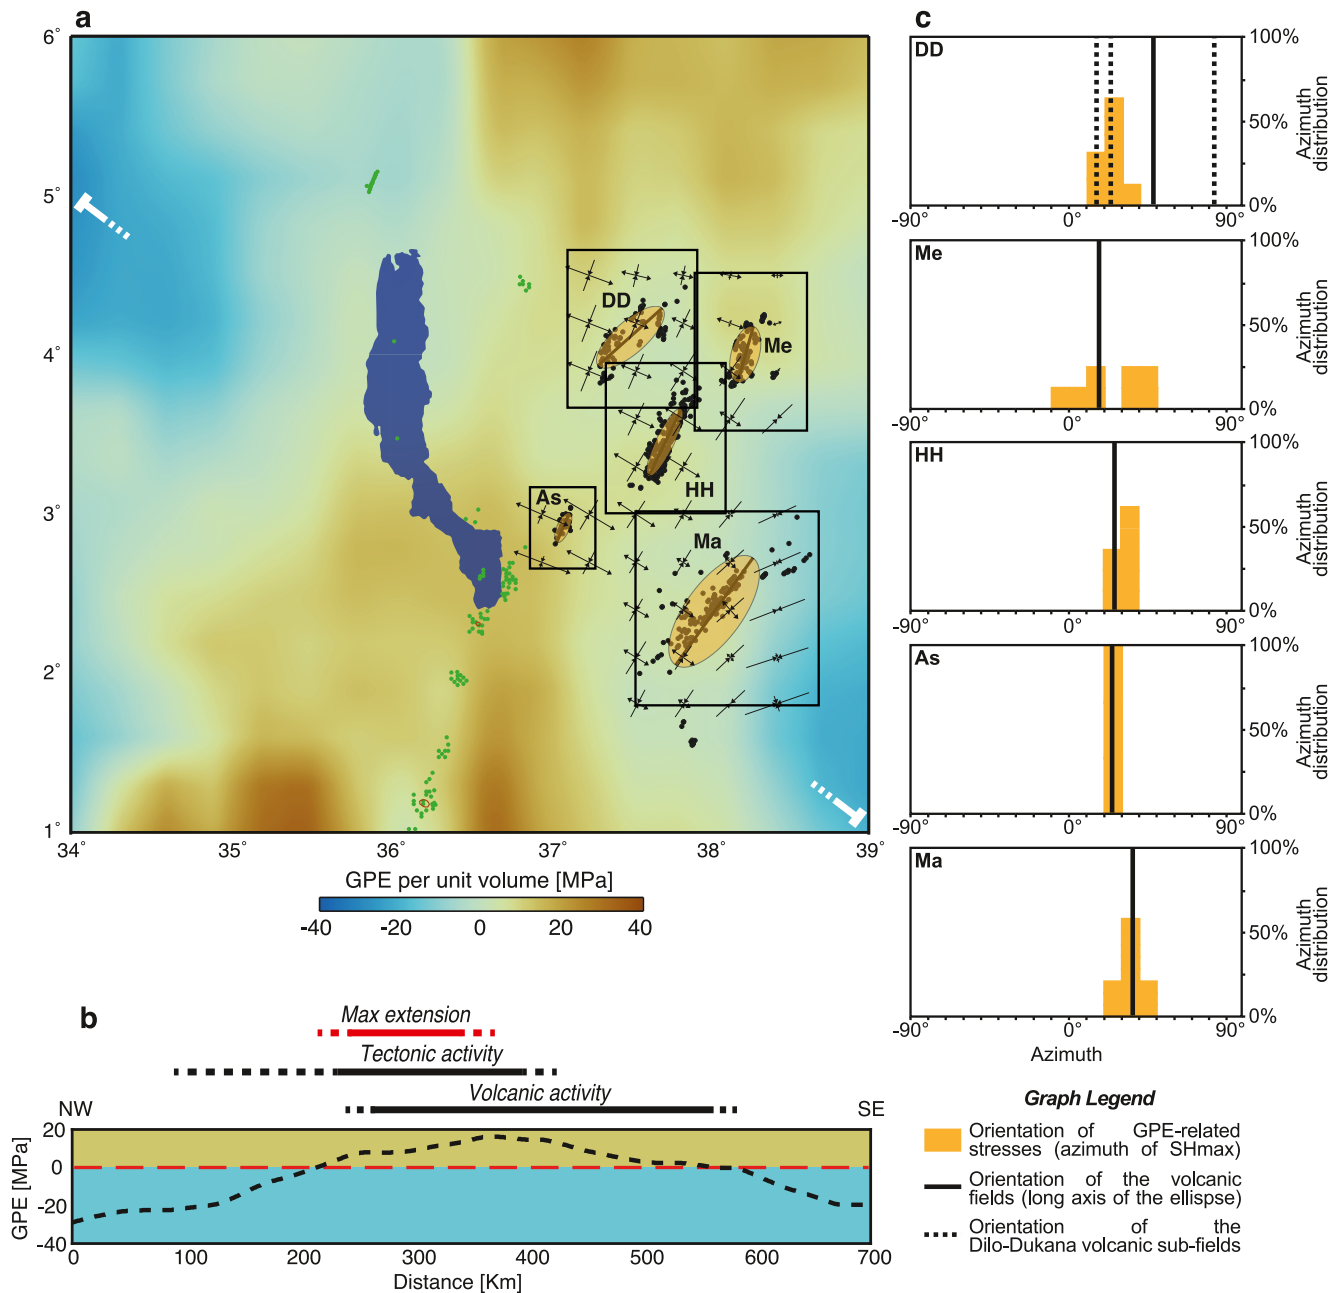 a
6°
5°
4°
3°
2°
1°
34
35°
36°
37°
38°
39°
DD
Me
HH
As
Ma
GPE per unit volume [MPa]
-40
-20
0
20
40
b
Max extension
Tectonic activity
Volcanic activity
NW
SE
GPE [MPa]
20
0
-20
-40
0
100
200
300
400
500
600
700
Distance [Km]
c
DD
100%
50%
0%
-90°
0°
90°
Azimuth
distribution
Me
100%
50%
0%
-90°
0°
90°
Azimuth
distribution
HH
100%
50%
0%
-90°
0°
90°
Azimuth
distribution
As
100%
50%
0%
-90°
0°
90°
Azimuth
distribution
Ma
100%
50%
0%
-90°
0°
90°
Azimuth
distribution
Azimuth
Graph Legend
Orientation of GPE-related
stresses (azimuth of SHmax)
Orientation of the volcanic
fields (long axis of the ellispse)
Orientation of the
Dilo-Dukana volcanic sub-fields